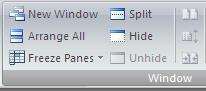 New Window Split
Arrange All Hide
Freeze Panes Unhide
Window